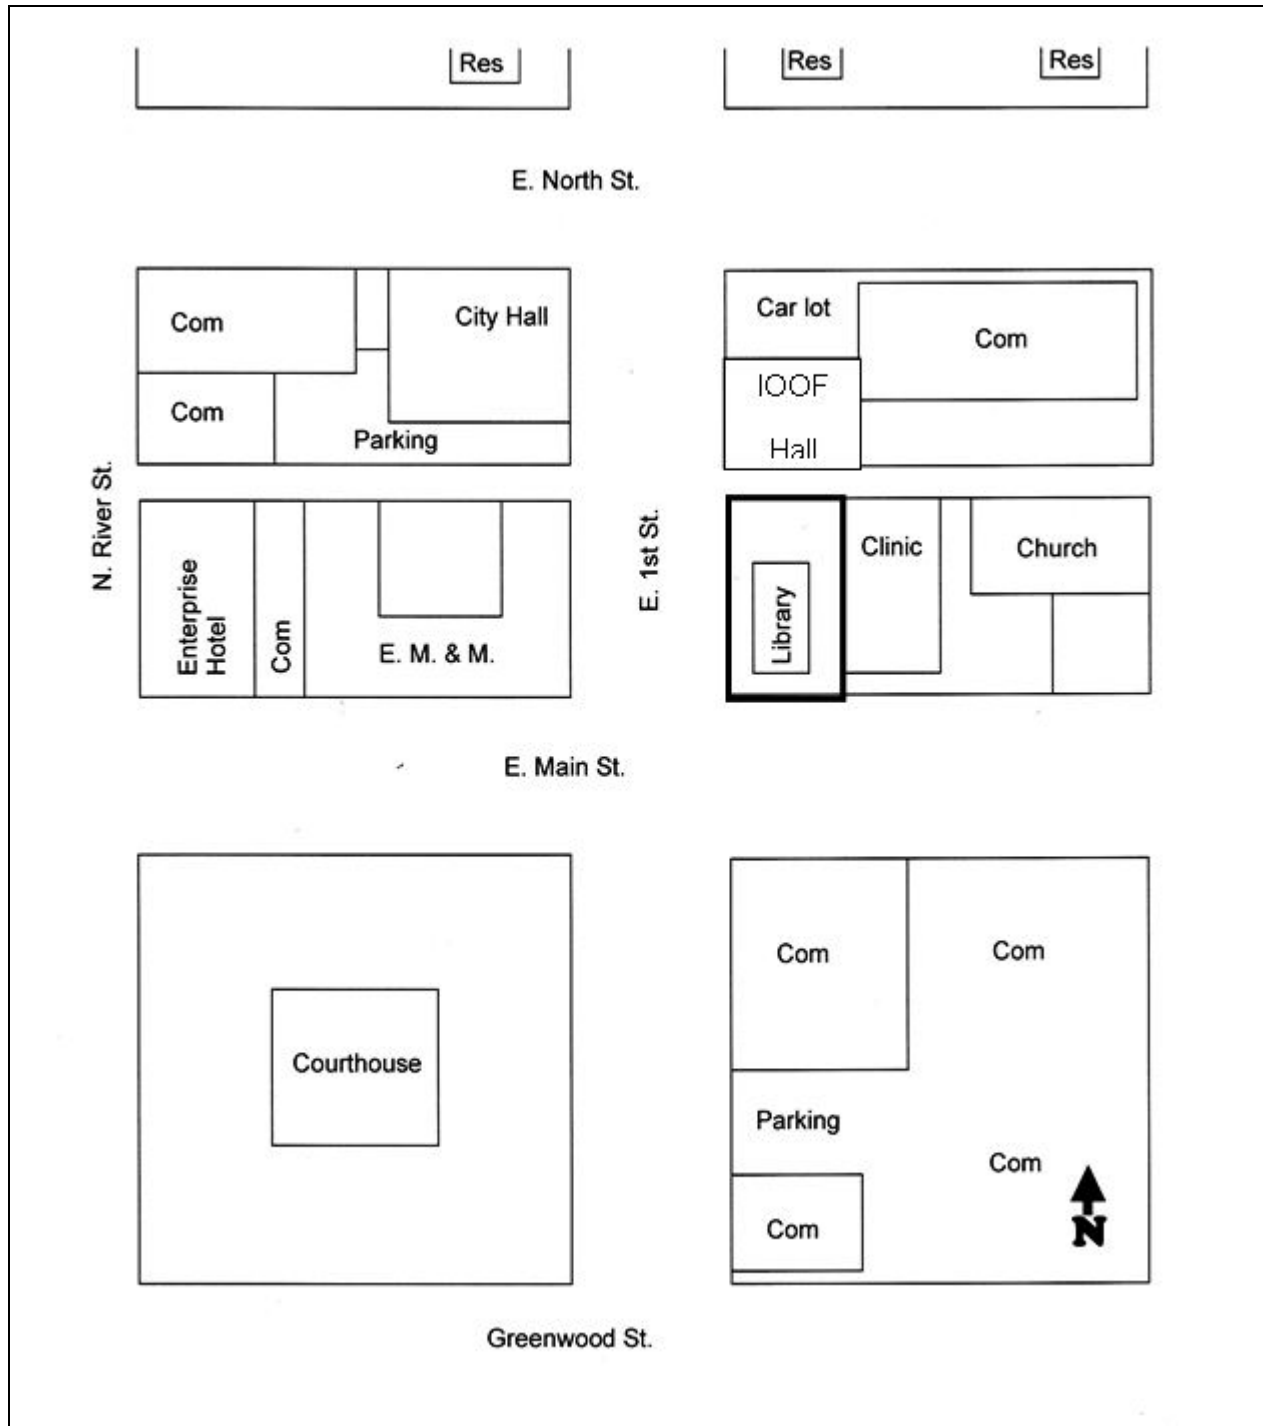 Res
Res
Res
E. North St.
Com
City Hall
Car lot
Com
IOOF
Hall
Com
Parking
N. River St.
E. 1st St.
Enterprise
Hotel
Com
E. M. & M.
Library
Clinic
Church
E. Main St.
Courthouse
Com
Com
Parking
Com
Com
N
Greenwood St.